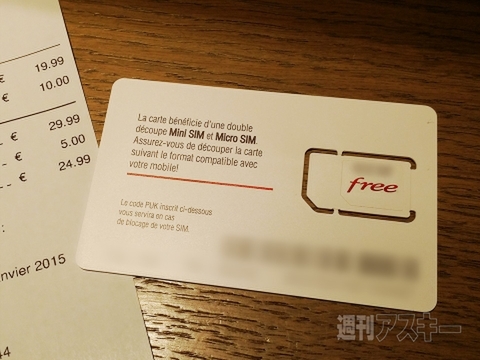 € 19.99
€ 10.00
- € 29.99
€ 5.00
-- € 24.99
:
nvier 2015
44
La carte bénéficie d'une double
découpe Mini SIM et Micro SIM.
Assurez-vous de découper la carte
suivant le format compatible avec
votre mobile!
Le code PUK inscrit ci-dessous
vous servira en cas
de blocage de votre SIM.
free
週刊アスキー